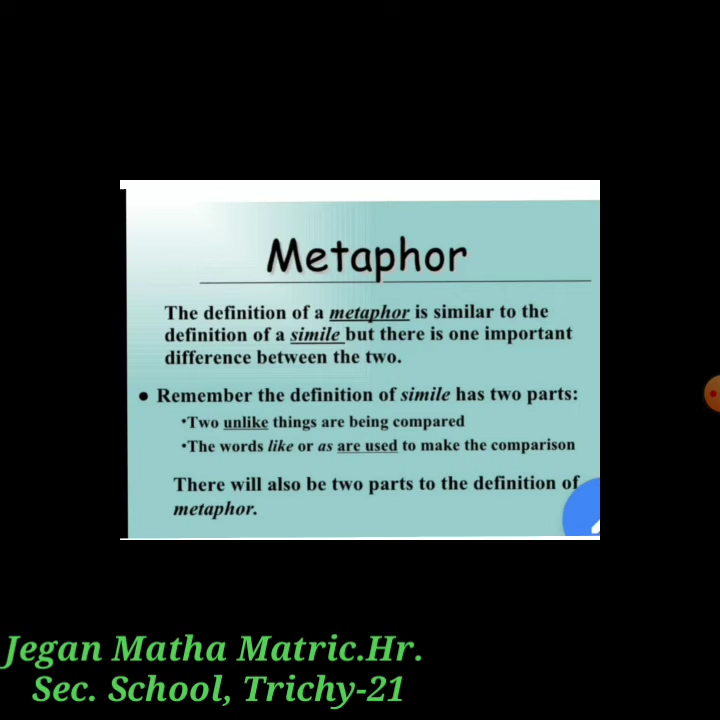 Metaphor
The definition of a metaphor is similar to the
definition of a simile but there is one important
difference between the two.
• Remember the definition of simile has two parts:
•Two unlike things are being compared
•The words like or as are used to make the comparison
There will also be two parts to the definition of
metaphor.
Jegan Matha Matric.Hr.
Sec. School, Trichy-21